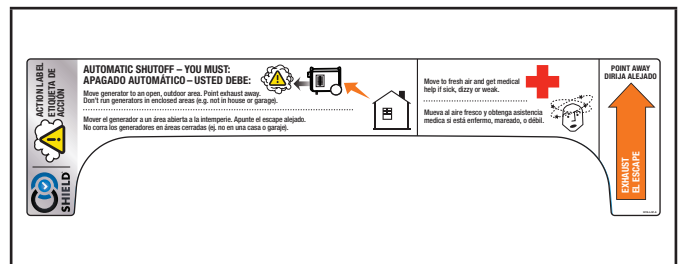 ACTION LABEL
ETIQUETA DE
ACCIÓN
SHIELD
AUTOMATIC SHUTOFF – YOU MUST:
APAGADO AUTOMÁTICO – USTED DEBE:
Move generator to an open, outdoor area. Point exhaust away.
Don't run generators in enclosed areas (e.g. not in house or garage).
Mover el generador a un área abierta a la intemperie. Apunte el escape alejado.
No corra los generadores en áreas cerradas (ej. no en una casa o garaje).
Move to fresh air and get medical
help if sick, dizzy or weak.
Mueva al aire fresco y obtenga asistencia
medica si está enfermo, mareado, o débil.
POINT AWAY
DIRIJA ALEJADO
EXHAUST
EL ESCAPE